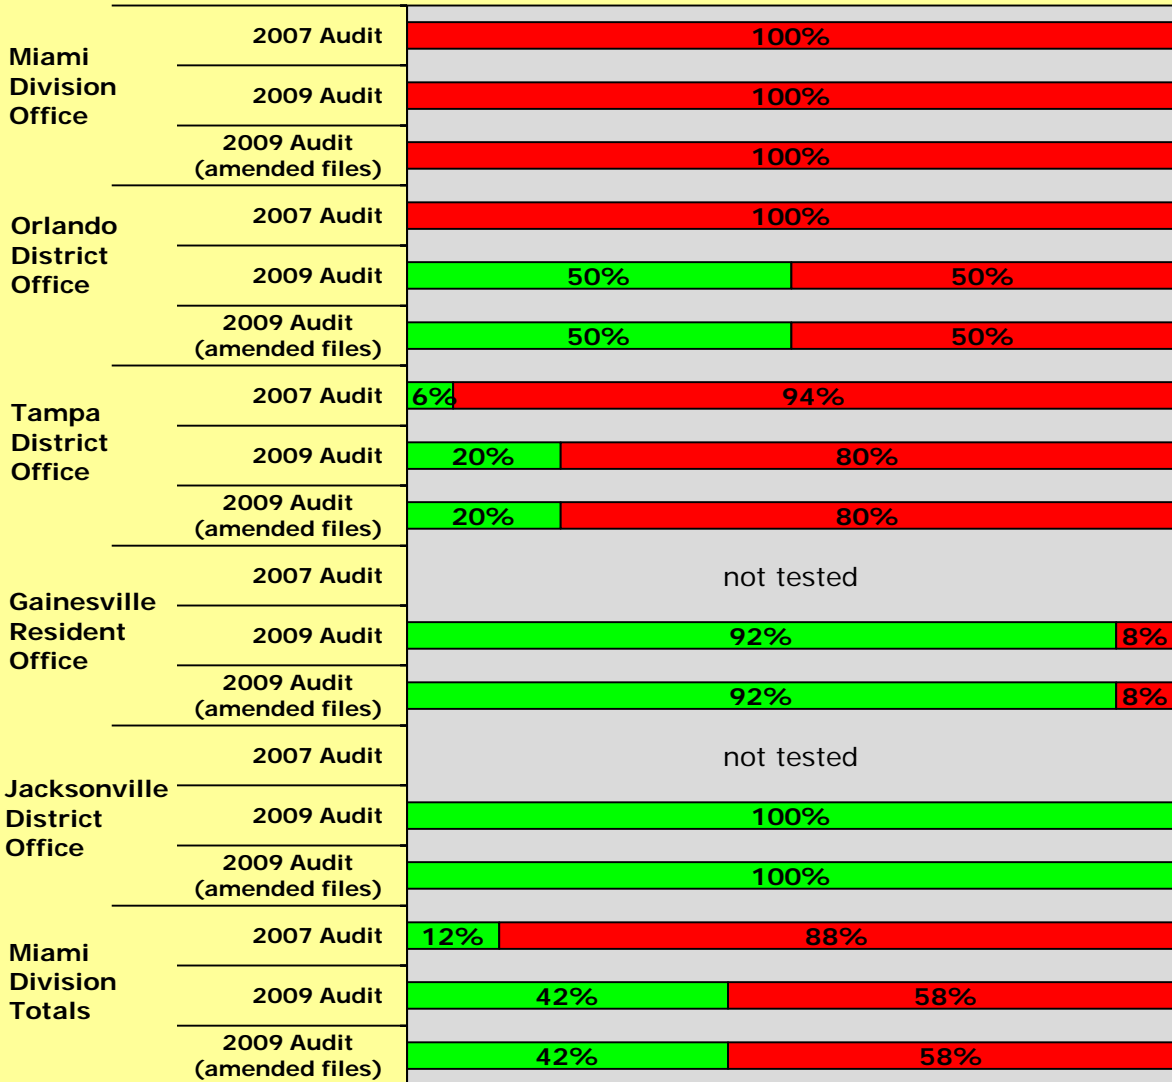 2007 Audit 100%
Miami
Division
Office
2009 Audit 100%
2009 Audit
(amended files) 100%
2007 Audit 100%
Orlando
District
Office
2009 Audit 50% 50%
2009 Audit
(amended files) 50% 50%
2007 Audit 6% 94%
Tampa
District
Office
2009 Audit 20% 80%
2009 Audit
(amended files) 20% 80%
2007 Audit not tested
Gainesville
Resident
Office
2009 Audit 92% 8%
2009 Audit
(amended files) 92% 8%
2007 Audit not tested
Jacksonville
District
Office
2009 Audit 100%
2009 Audit
(amended files) 100%
2007 Audit 12% 88%
Miami
Division
Totals
2009 Audit 42% 58%
2009 Audit
(amended files) 42% 58%